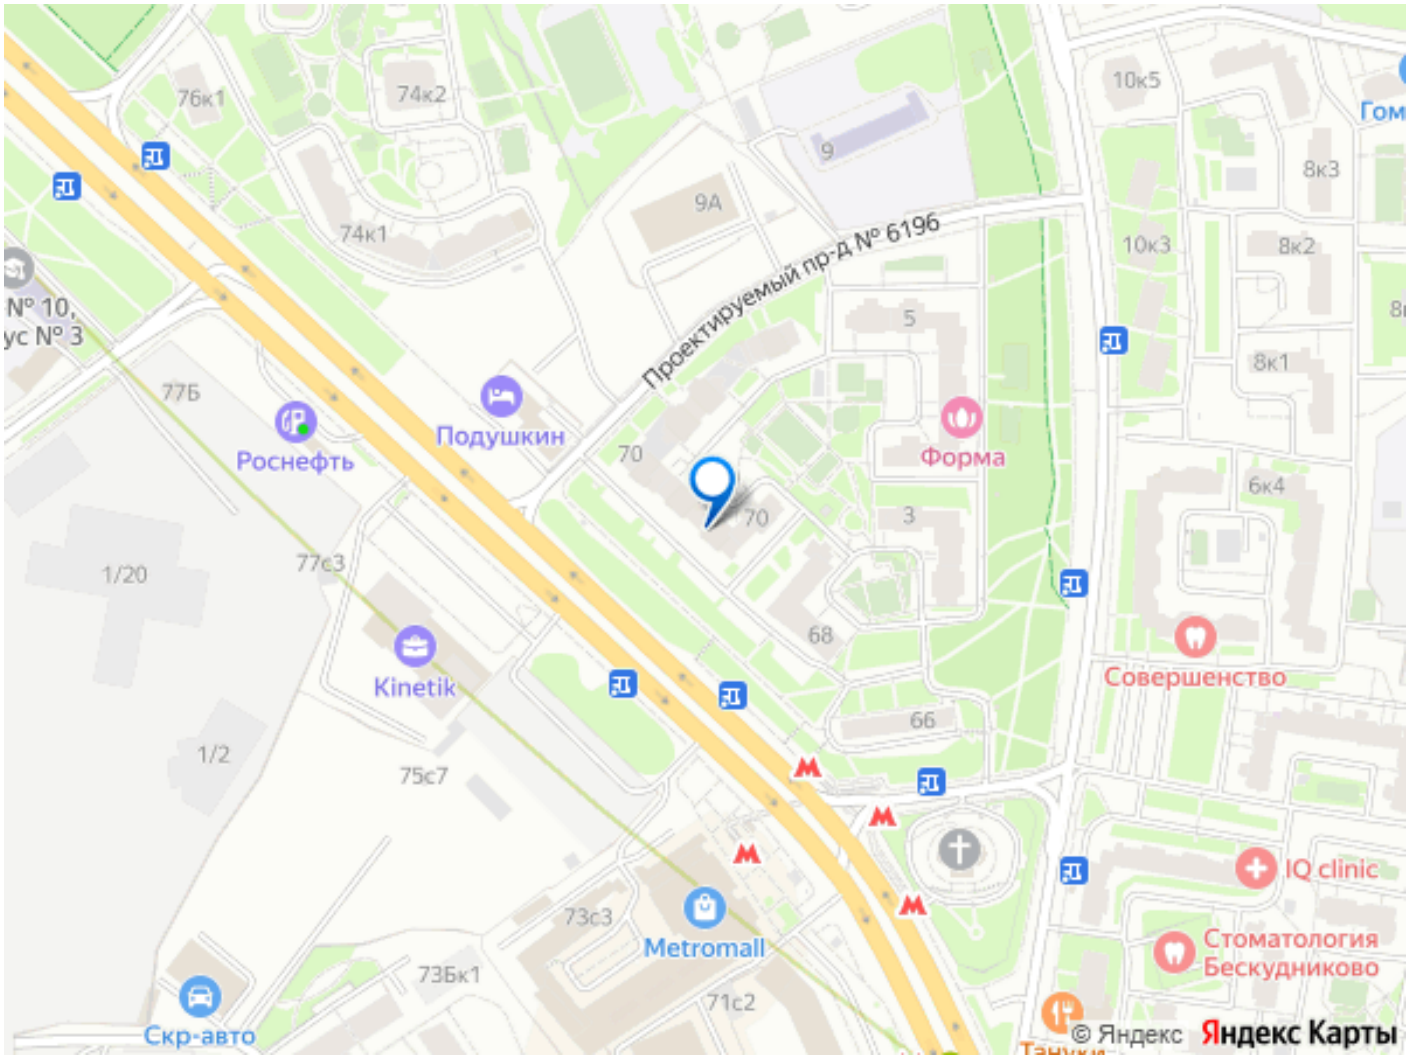 76к1
74к2
10к5
Гом
9
8к3
9А
74к1
10к3
8к2
Проектируемый пр-д № 6196
№ 10,
ус № 3
5
8к1
77Б
Подушкин
70
Роснефть
Форма
6к4
70
3
77с3
1/20
68
Kinetik
Совершенство
66
1/2
75с7
М
М
М
М
IQ clinic
73с3
Metromall
Стоматология
Бескудниково
73Бк1
71с2
Скр-авто
Тануки
© Яндекс Яндекс Карты